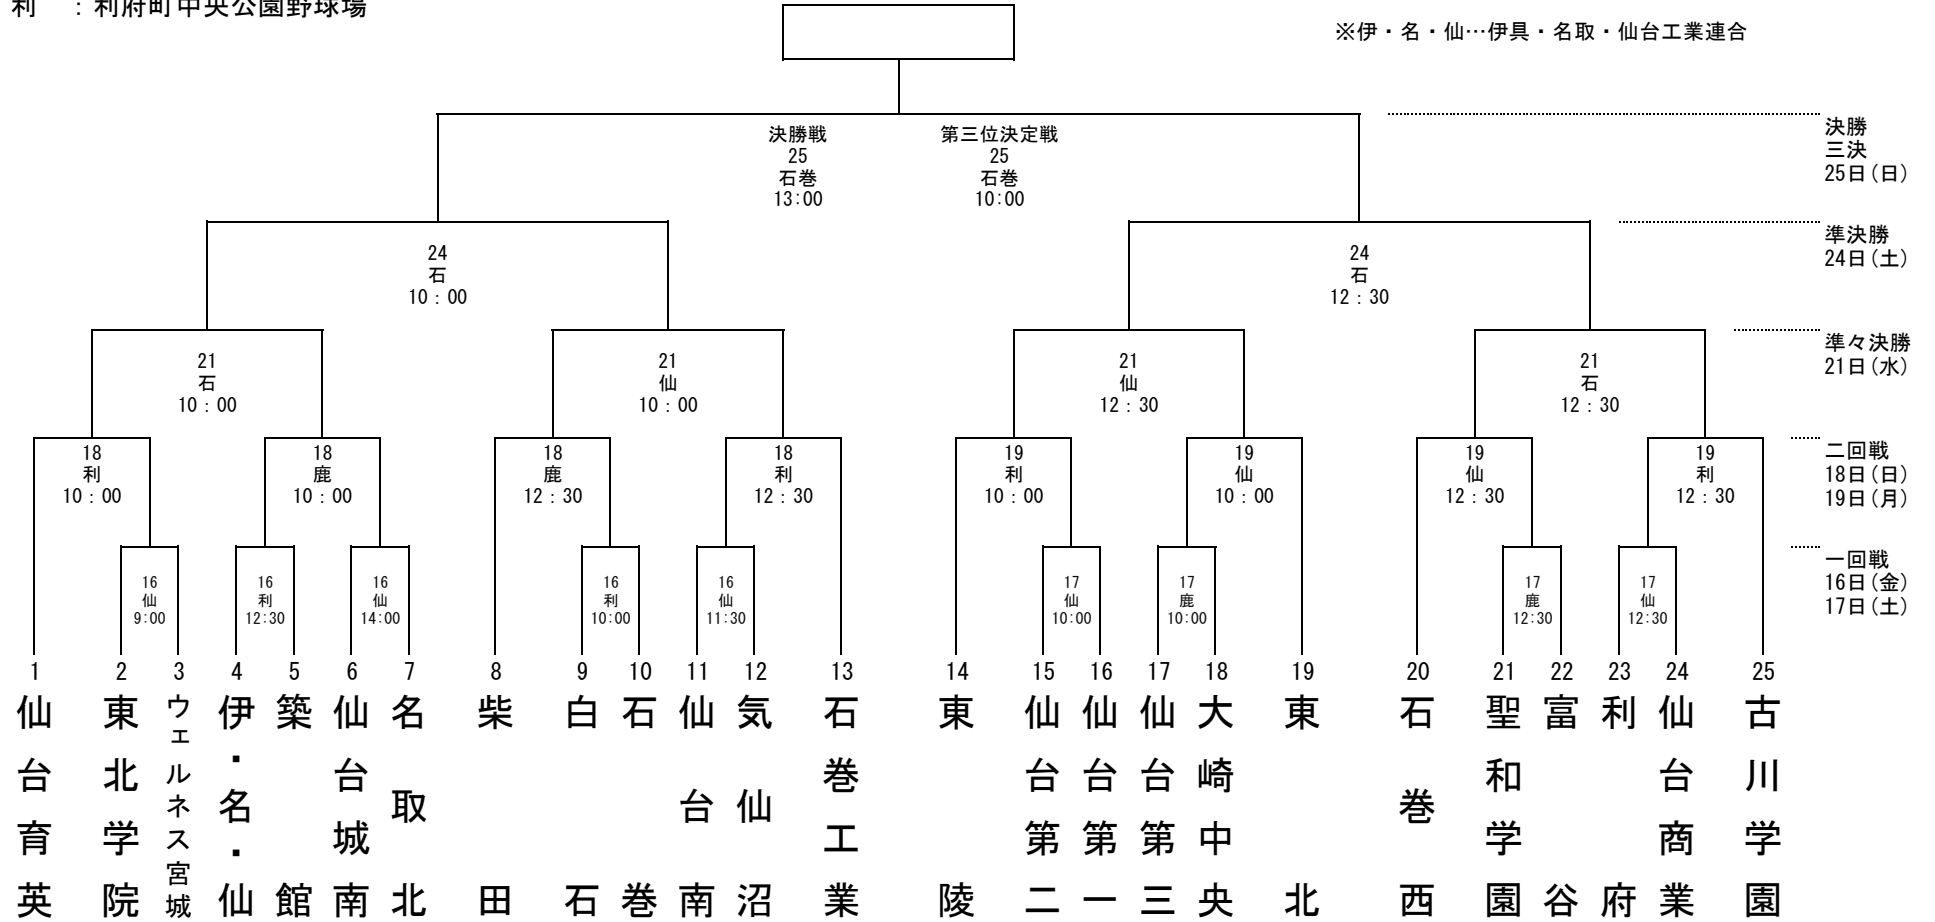 利　：利府町中央公園野球場
※伊・名・仙…伊具・名取・仙台工業連合
決勝戦
25
石巻
13:00
第三位決定戦
25
石巻
10:00
決勝
三決
25日(日)
24
石
10：00
24
石
12：30
準決勝
24日(土)
21
石
10：00
21
仙
10：00
21
仙
12：30
21
石
12：30
準々決勝
21日(水)
18
利
10：00
18
鹿
10：00
18
鹿
12：30
18
利
12：30
19
利
10：00
19
仙
10：00
19
仙
12：30
19
利
12：30
二回戦
18日(日)
19日(月)
16
仙
9:00
16
利
12:30
16
仙
14:00
16
利
10:00
16
仙
11:30
17
仙
10:00
17
鹿
10:00
17
鹿
12:30
17
仙
12:30
一回戦
16日(金)
17日(土)
1
仙台育英
2
東北学院
3
ウェルネス宮城
4
伊・名・仙
5
築館
6
仙台城南
7
名取北
8
柴田
9
白石
10
石巻
11
仙台南
12
気仙沼
13
石巻工業
14
東陵
15
仙台第二
16
仙台第一
17
仙台第三
18
大崎中央
19
東北
20
石巻西
21
聖和学園
22
富谷
23
利府
24
仙台商業
25
古川学園